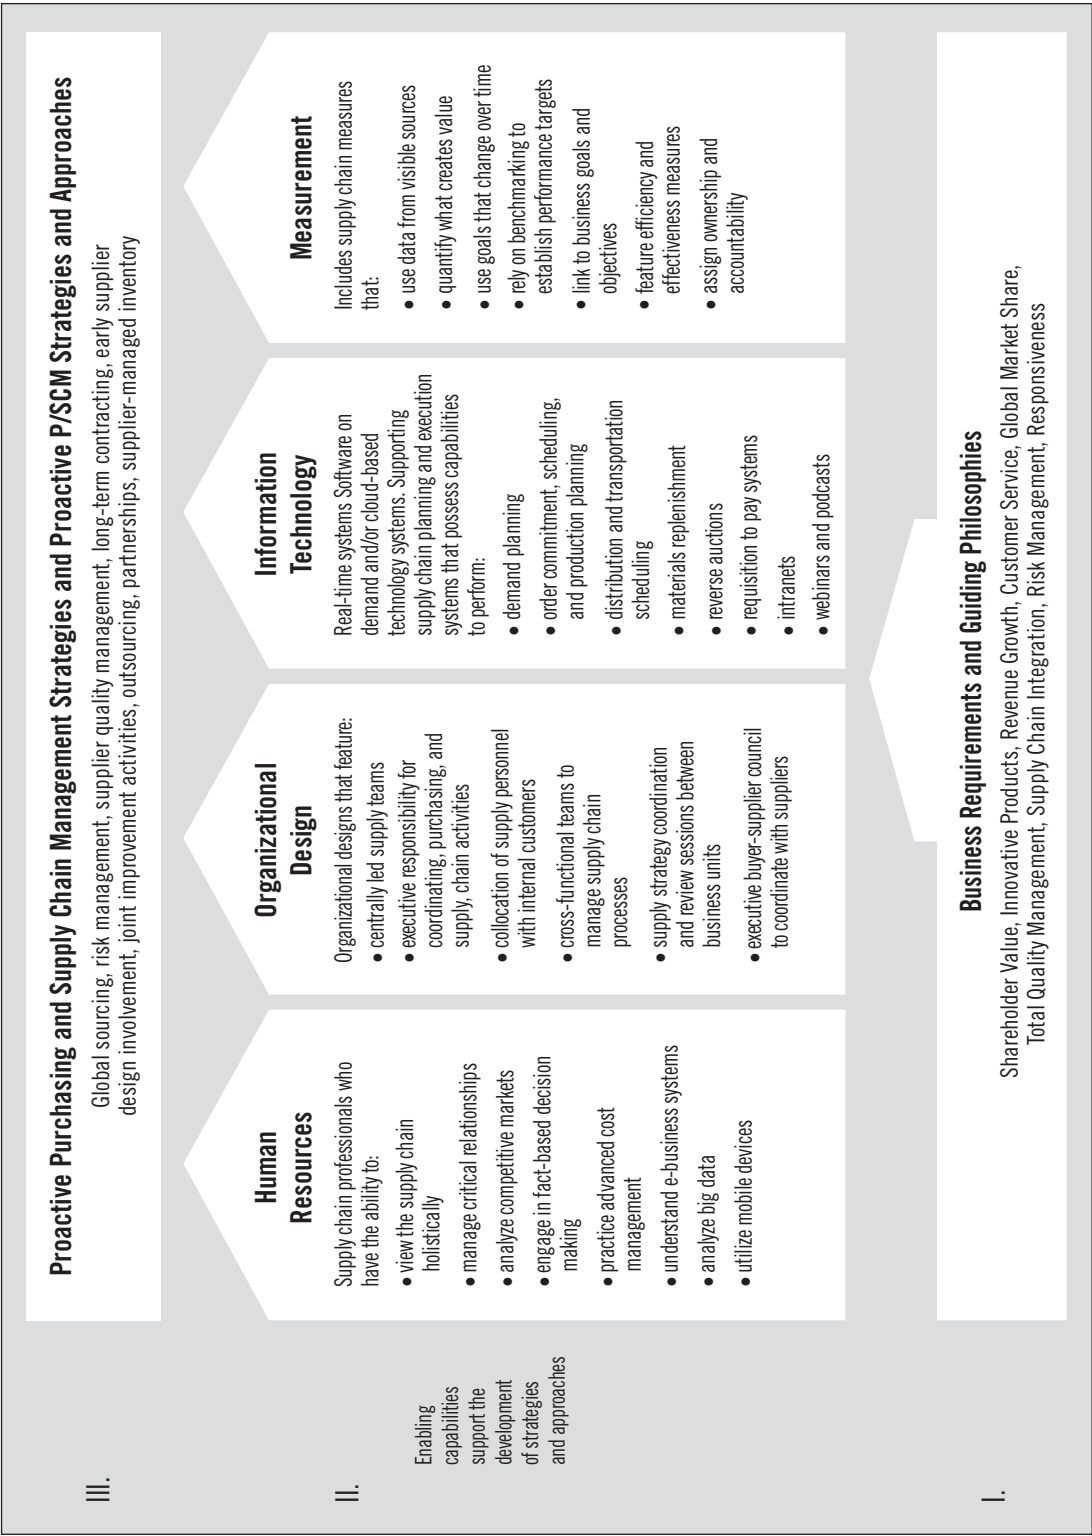 III.
Proactive Purchasing and Supply Chain Management Strategies and Proactive P/SCM Strategies and Approaches
Global sourcing, risk management, supplier quality management, long-term contracting, early supplier
design involvement, joint improvement activities, outsourcing, partnerships, supplier-managed inventory
II.
Enabling
capabilities
support the
development
of strategies
and approaches
Human
Resources
Supply chain professionals who
have the ability to:
• view the supply chain
holistically
• manage critical relationships
• analyze competitive markets
• engage in fact-based decision
making
• practice advanced cost
management
• understand e-business systems
• analyze big data
• utilize mobile devices
Organizational
Design
Organizational designs that feature:
• centrally led supply teams
• executive responsibility for
coordinating, purchasing, and
supply, chain activities
• collocation of supply personnel
with internal customers
• cross-functional teams to
manage supply chain
processes
• supply strategy coordination
and review sessions between
business units
• executive buyer-supplier council
to coordinate with suppliers
Information
Technology
Real-time systems Software on
demand and/or cloud-based
technology systems. Supporting
supply chain planning and execution
systems that possess capabilities
to perform:
• demand planning
• order commitment, scheduling,
and production planning
• distribution and transportation
scheduling
• materials replenishment
• reverse auctions
• requisition to pay systems
• intranets
• webinars and podcasts
Measurement
Includes supply chain measures
that:
• use data from visible sources
• quantify what creates value
• use goals that change over time
• rely on benchmarking to
establish performance targets
• link to business goals and
objectives
• feature efficiency and
effectiveness measures
• assign ownership and
accountability
I.
Business Requirements and Guiding Philosophies
Shareholder Value, Innovative Products, Revenue Growth, Customer Service, Global Market Share,
Total Quality Management, Supply Chain Integration, Risk Management, Responsiveness